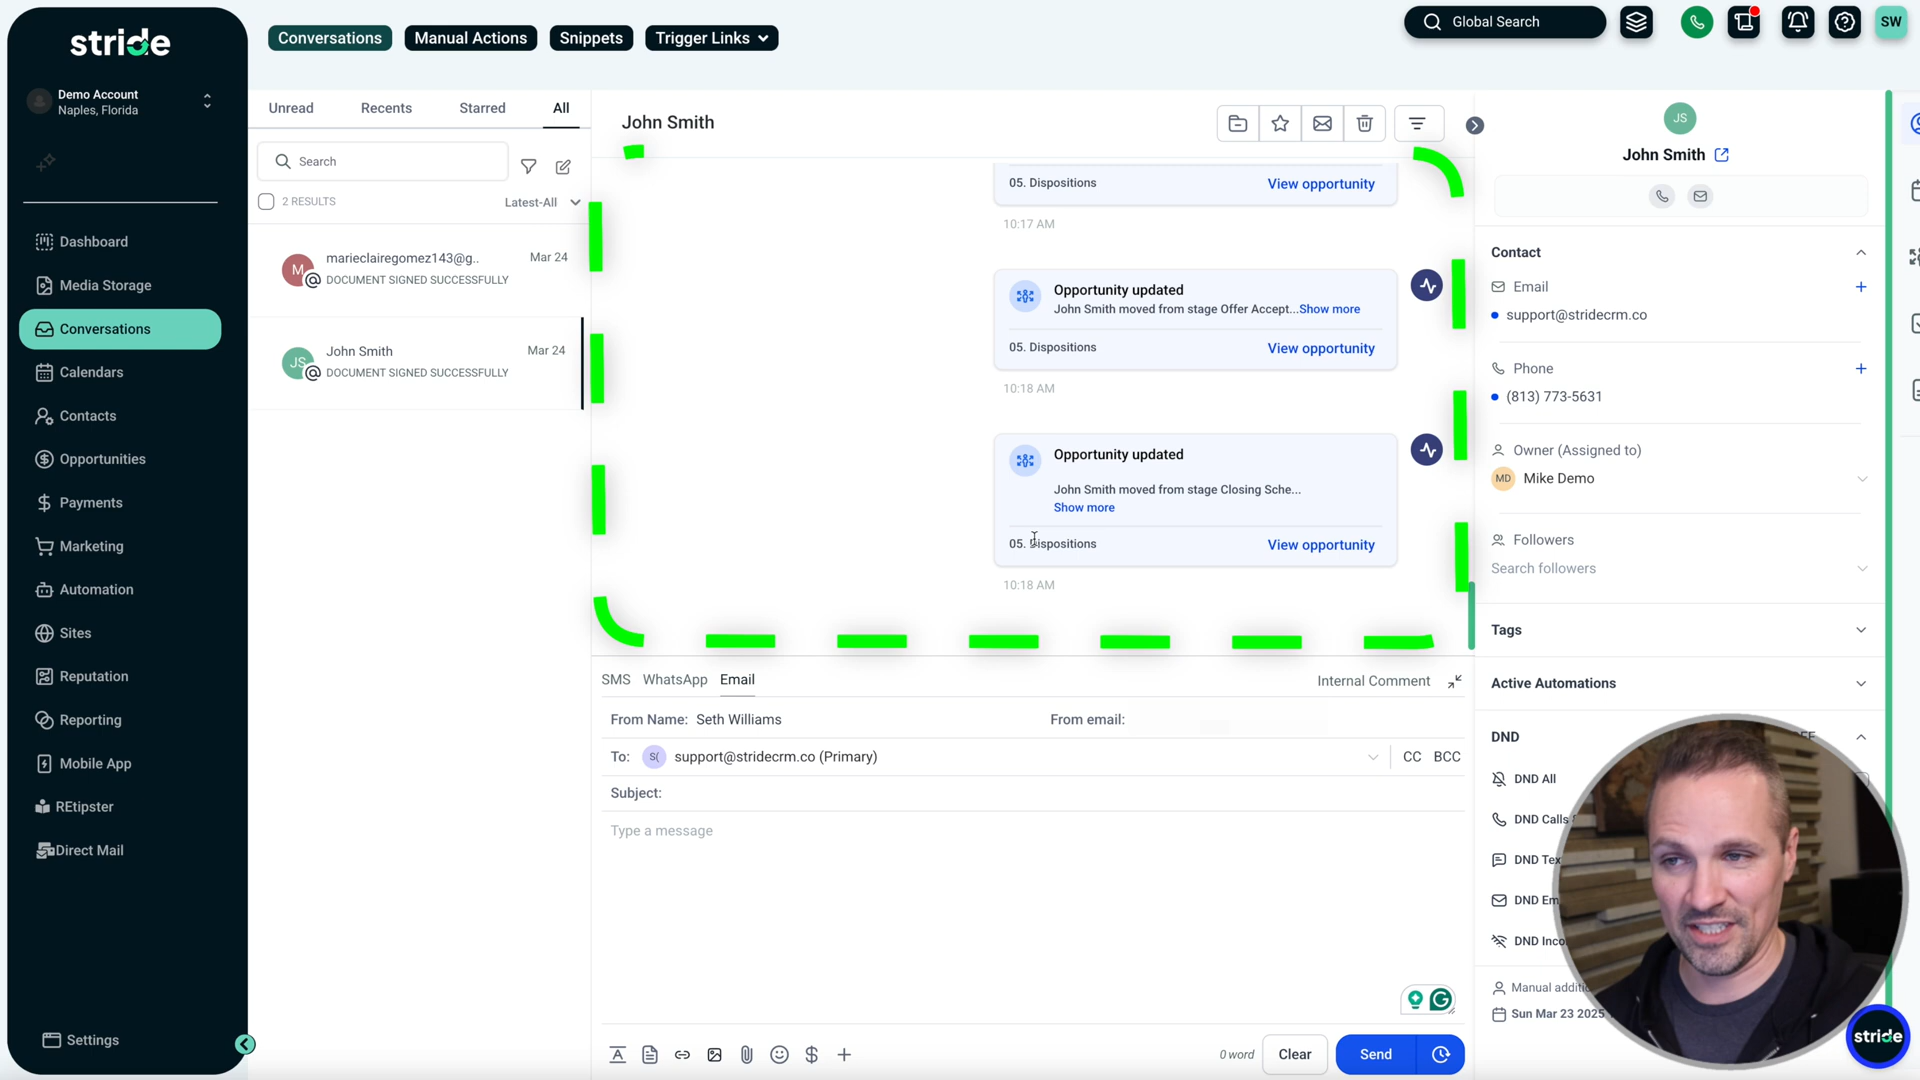 stride
Conversations
Manual Actions
Snippets
Trigger Links
Global Search
SW
Demo Account
Naples, Florida
Unread
Recents
Starred
All
John Smith
JS
John Smith
Search
2 RESULTS
Latest-All
05. Dispositions
View opportunity
10:17 AM
Dashboard
Media Storage
Conversations
Calendars
Contacts
Opportunities
Payments
Marketing
Automation
Sites
Reputation
Reporting
Mobile App
REtipster
Direct Mail
Settings
M
marieclairegomez143@g..
Mar 24
DOCUMENT SIGNED SUCCESSFULLY
JS
John Smith
Mar 24
DOCUMENT SIGNED SUCCESSFULLY
Opportunity updated
John Smith moved from stage Offer Accept...Show more
05. Dispositions
View opportunity
10:18 AM
Opportunity updated
John Smith moved from stage Closing Sche...
Show more
05. Dispositions
View opportunity
10:18 AM
Contact
Email
support@stridecrm.co
Phone
(813) 773-5631
Owner (Assigned to)
MD
Mike Demo
Followers
Search followers
Tags
Active Automations
DND
DND All
DND Calls
DND Tex
DND Em
DND Inco
Manual additi
Sun Mar 23 2025
SMS
WhatsApp
Email
Internal Comment
From Name: Seth Williams
From email:
To:
S(
support@stridecrm.co (Primary)
CC
BCC
Subject:
Type a message
0 word
Clear
Send
stride